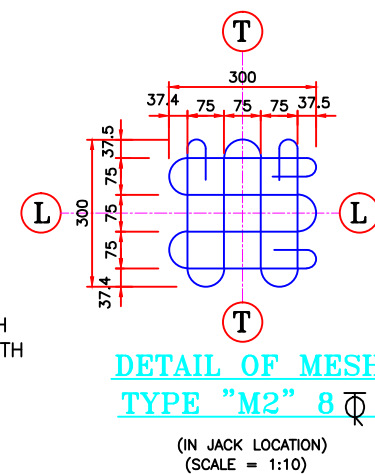 T
300
37.4 75 75 75 37.5
37.5
75
300
75
75
37.4
L L
T
H
TH
DETAIL OF MESH
TYPE "M2" 8
(IN JACK LOCATION)
(SCALE = 1:10)